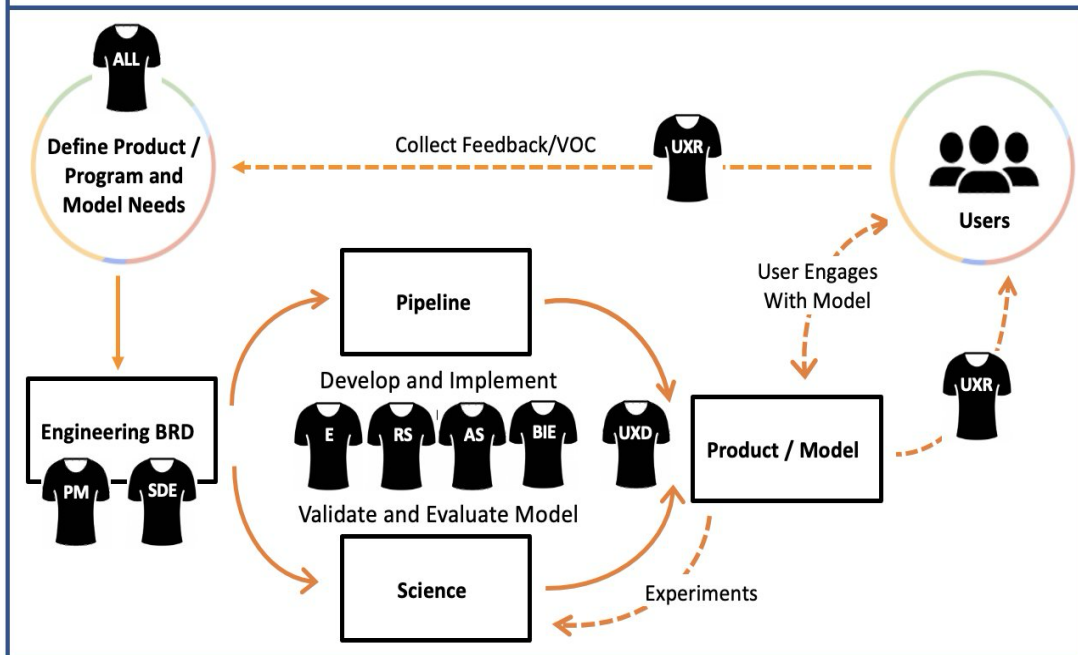 ALL
Define Product /
Program and
Model Needs
Collect Feedback/VOC
UXR
Users
User Engages
With Model
Pipeline
Develop and Implement
E
RS
AS
BIE
UXD
Validate and Evaluate Model
Engineering BRD
PM
SDE
Product / Model
UXR
Science
Experiments